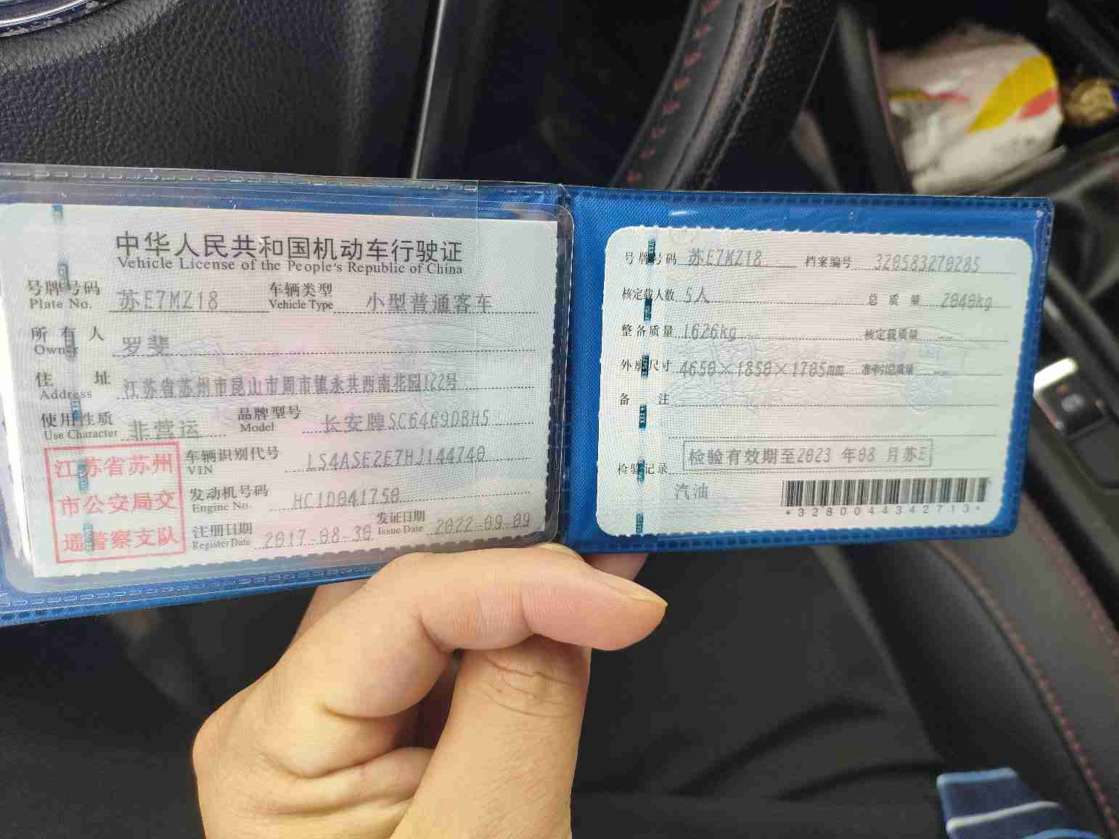 中华人民共和国机动车行驶证
Vehicle License of the People's Republic of China
号牌号码 苏E7MZ18 车辆类型 小型普通客车
Plate No. Vehicle Type
所有人 罗斐
Owner
住址 江苏省苏州市昆山市周市镇永共西南花园122号
Address
使用性质 非营运 品牌型号 长安牌SC6469DBH5
Use Character Model
江苏省苏州
市公安局交
通警察支队
车辆识别代号 LS4ASE2E7HJ144740
VIN
发动机号码 HC1D041750
Engine No.
注册日期 2017-08-30 发证日期 2022-09-09
Register Date Issue Date
号牌号码 苏E7MZ18 档案编号 320583270285
核定载人数 5人 总质量 2040kg
整备质量 1626kg 核定载质量 --
外廓尺寸 4650×1850×1705mm 准牵引总质量 --
备注
检验记录 检验有效期至2023年08月苏E
汽油
*3280044342713*